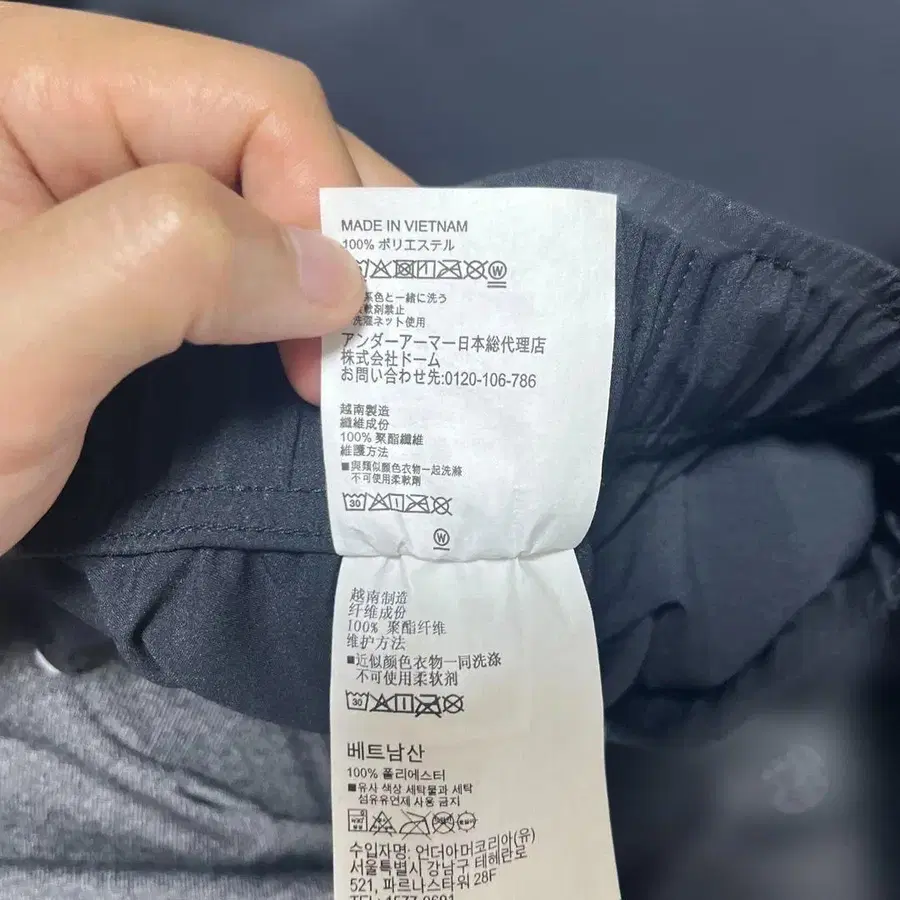 MADE IN VIETNAM
100% ポリエステル
系色と一緒に洗う
軟剤禁止
洗濯ネット使用
アンダーアーマー日本総代理店
株式会社ドーム
お問い合わせ先:0120-106-786
越南製造
纖維成份
100% 聚酯纖維
維護方法
■與類似顏色衣物一起洗滌
不可使用柔軟劑
30
W
越南制造
纤维成份
100% 聚酯纤维
维护方法
■近似颜色衣物一同洗涤
不可使用柔软剂
30
베트남산
100% 폴리에스터
■유사 색상 세탁물과 세탁
섬유유연제 사용 금지
수입자명: 언더아머코리아(유)
서울특별시 강남구 테헤란로
521, 파르나스타워 28F